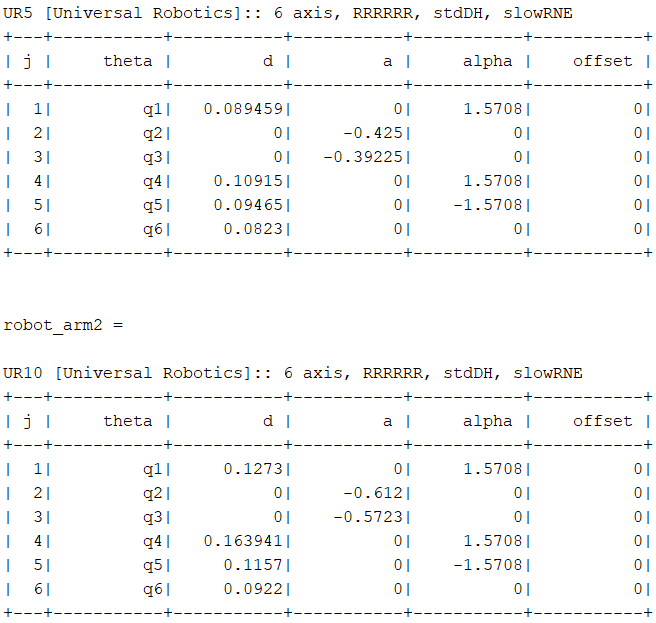 UR5 [Universal Robotics]:: 6 axis, RRRRRR, stdDH, slowRNE
+---+-----------+-----------+-----------+-----------+-----------+
| j |     theta |         d |         a |     alpha |    offset |
+---+-----------+-----------+-----------+-----------+-----------+
|  1|         q1|   0.089459|          0|     1.5708|          0|
|  2|         q2|          0|     -0.425|          0|          0|
|  3|         q3|          0|   -0.39225|          0|          0|
|  4|         q4|    0.10915|          0|     1.5708|          0|
|  5|         q5|    0.09465|          0|    -1.5708|          0|
|  6|         q6|     0.0823|          0|          0|          0|
+---+-----------+-----------+-----------+-----------+-----------+
robot_arm2 =
UR10 [Universal Robotics]:: 6 axis, RRRRRR, stdDH, slowRNE
+---+-----------+-----------+-----------+-----------+-----------+
| j |     theta |         d |         a |     alpha |    offset |
+---+-----------+-----------+-----------+-----------+-----------+
|  1|         q1|     0.1273|          0|     1.5708|          0|
|  2|         q2|          0|     -0.612|          0|          0|
|  3|         q3|          0|    -0.5723|          0|          0|
|  4|         q4|   0.163941|          0|     1.5708|          0|
|  5|         q5|     0.1157|          0|    -1.5708|          0|
|  6|         q6|     0.0922|          0|          0|          0|
+---+-----------+-----------+-----------+-----------+-----------+